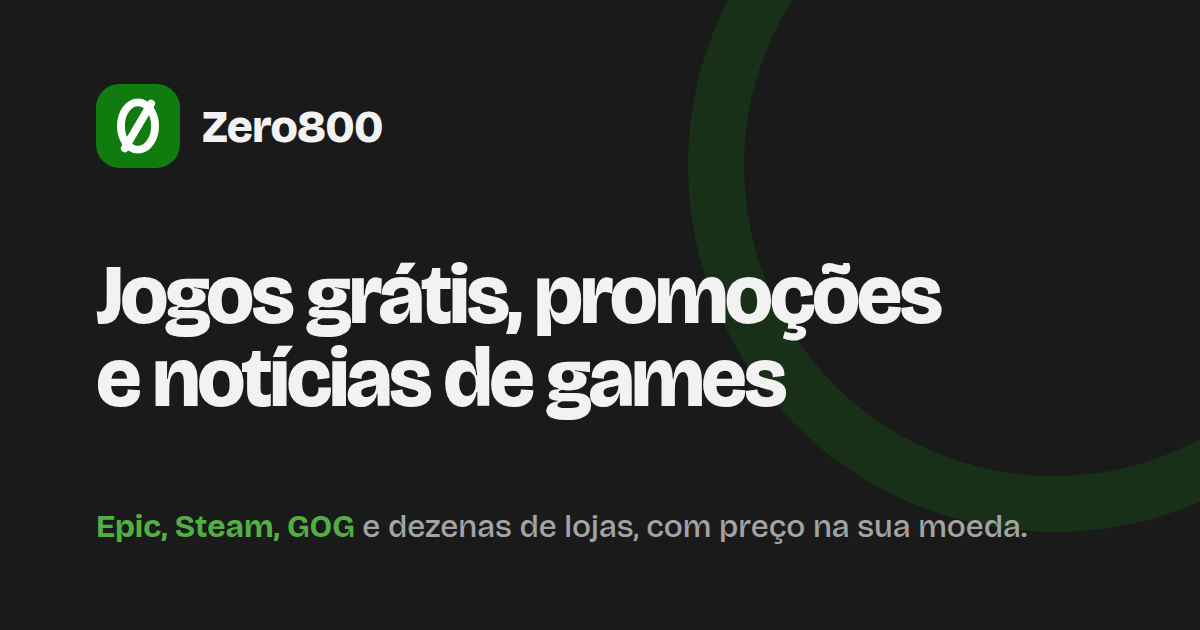 Zero800
Jogos grátis, promoções
e notícias de games
Epic, Steam, GOG e dezenas de lojas, com preço na sua moeda.